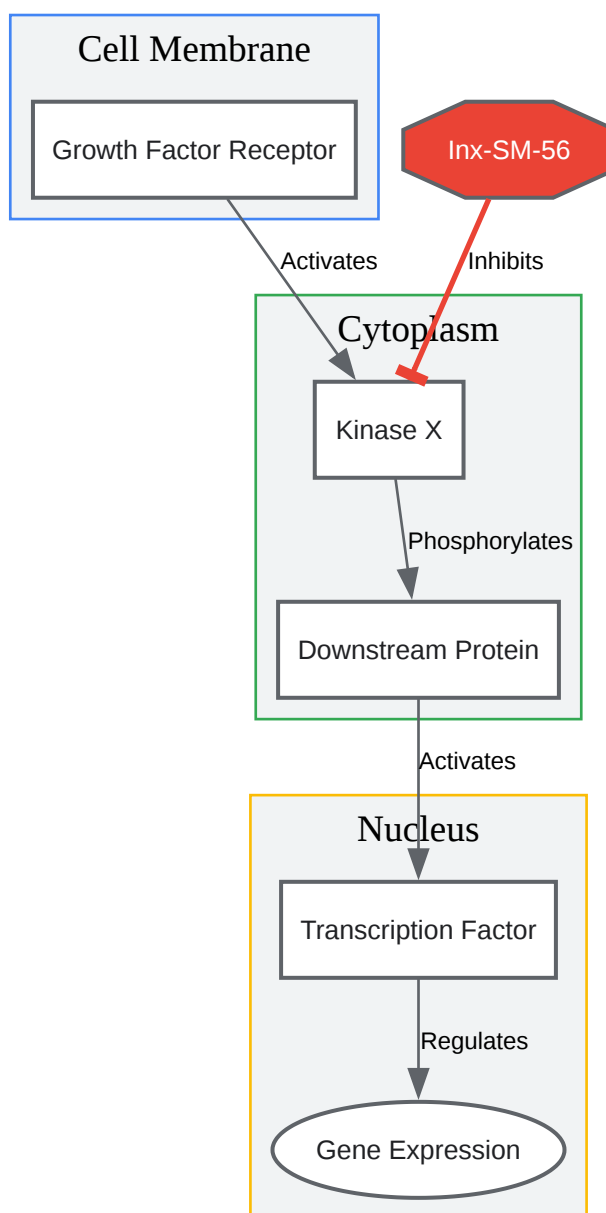 Cell Membrane
Growth Factor Receptor
Inx-SM-56
Activates
Inhibits
Cytoplasm
Kinase X
Phosphorylates
Downstream Protein
Activates
Nucleus
Transcription Factor
Regulates
Gene Expression